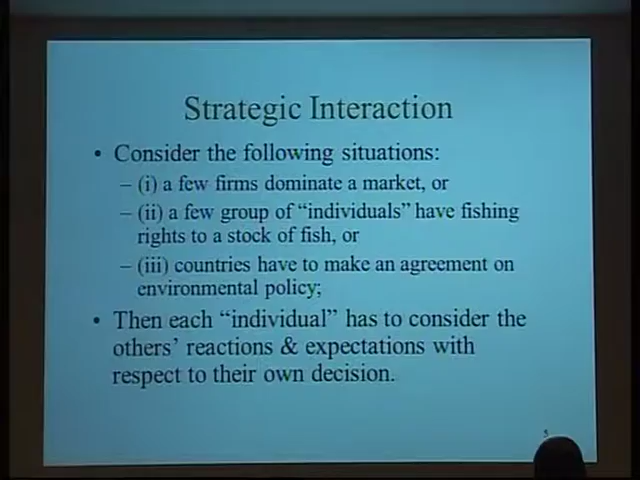 Strategic Interaction
• Consider the following situations:
– (i) a few firms dominate a market, or
– (ii) a few group of “individuals” have fishing
rights to a stock of fish, or
– (iii) countries have to make an agreement on
environmental policy;
• Then each “individual” has to consider the
others’ reactions & expectations with
respect to their own decision.
5